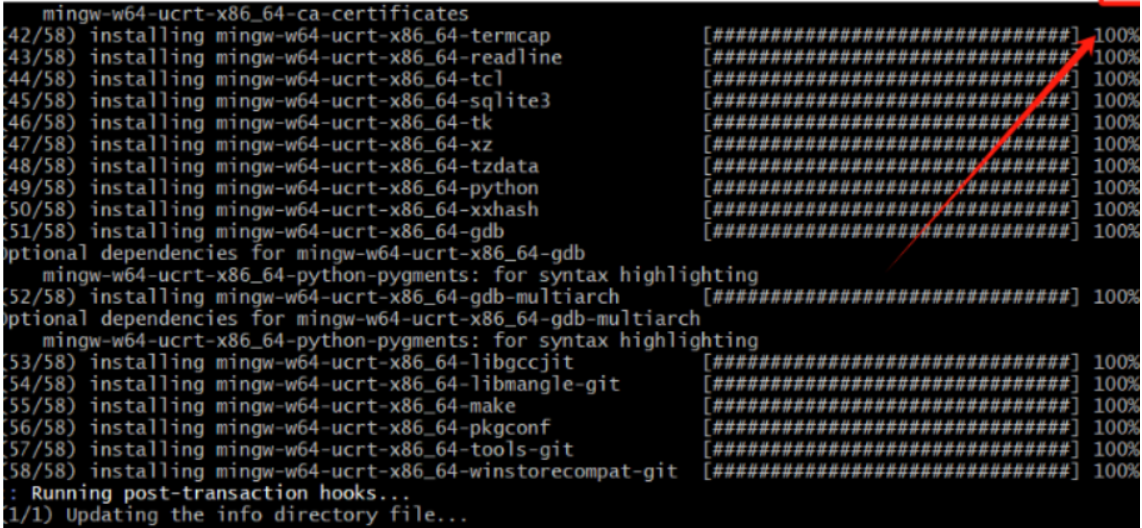 mingw-w64-ucrt-x86_64-ca-certificates
(42/58) installing mingw-w64-ucrt-x86_64-termcap [###############################] 100%
(43/58) installing mingw-w64-ucrt-x86_64-readline [###############################] 100%
(44/58) installing mingw-w64-ucrt-x86_64-tcl [###############################] 100%
(45/58) installing mingw-w64-ucrt-x86_64-sqlite3 [###############################] 100%
(46/58) installing mingw-w64-ucrt-x86_64-tk [###############################] 100%
(47/58) installing mingw-w64-ucrt-x86_64-xz [###############################] 100%
(48/58) installing mingw-w64-ucrt-x86_64-tzdata [###############################] 100%
(49/58) installing mingw-w64-ucrt-x86_64-python [###############################] 100%
(50/58) installing mingw-w64-ucrt-x86_64-xxhash [###############################] 100%
(51/58) installing mingw-w64-ucrt-x86_64-gdb [###############################] 100%
Optional dependencies for mingw-w64-ucrt-x86_64-gdb
mingw-w64-ucrt-x86_64-python-pygments: for syntax highlighting
(52/58) installing mingw-w64-ucrt-x86_64-gdb-multiarch [###############################] 100%
Optional dependencies for mingw-w64-ucrt-x86_64-gdb-multiarch
mingw-w64-ucrt-x86_64-python-pygments: for syntax highlighting
(53/58) installing mingw-w64-ucrt-x86_64-libgccjit [###############################] 100%
(54/58) installing mingw-w64-ucrt-x86_64-libmangle-git [###############################] 100%
(55/58) installing mingw-w64-ucrt-x86_64-make [###############################] 100%
(56/58) installing mingw-w64-ucrt-x86_64-pkgconf [###############################] 100%
(57/58) installing mingw-w64-ucrt-x86_64-tools-git [###############################] 100%
(58/58) installing mingw-w64-ucrt-x86_64-winstorecompat-git [###############################] 100%
: Running post-transaction hooks...
(1/1) Updating the info directory file...